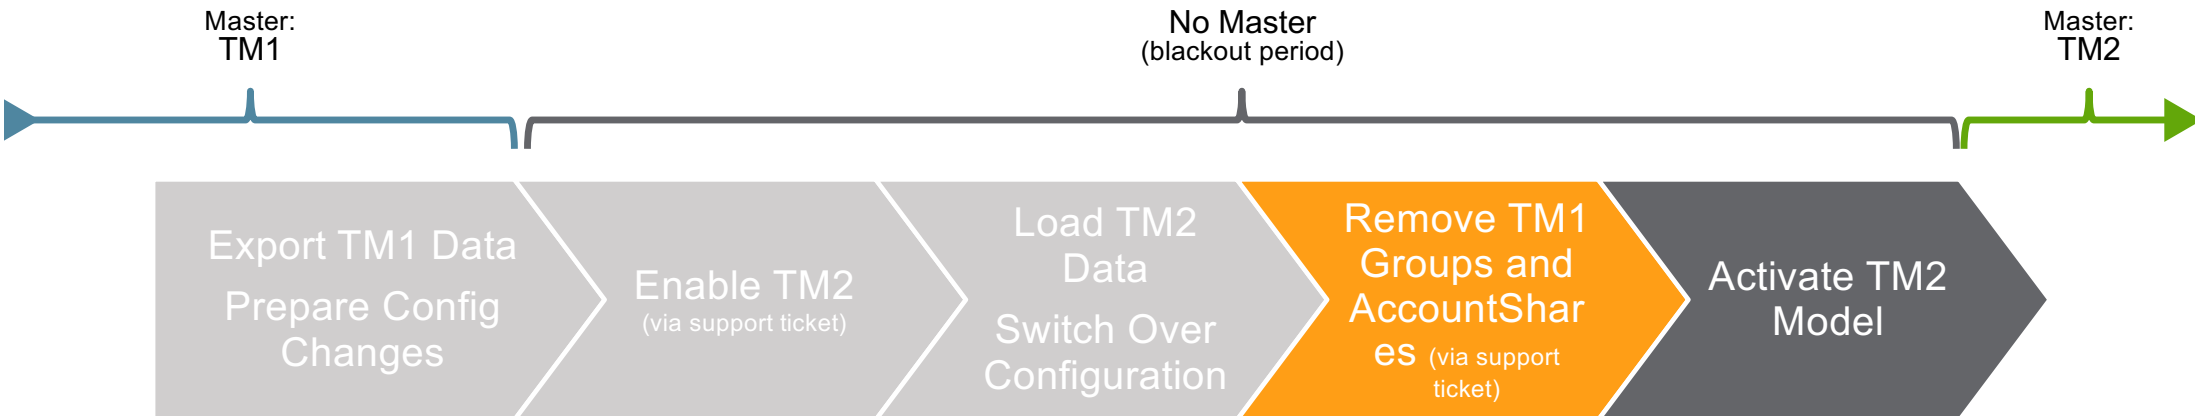 Master:
TM1
No Master
(blackout period)
Master:
TM2
Export TM1 Data
Prepare Config
Changes
Enable TM2
(via support ticket)
Load TM2
Data
Switch Over
Configuration
Remove TM1
Groups and
AccountShar
es (via support
ticket)
Activate TM2
Model